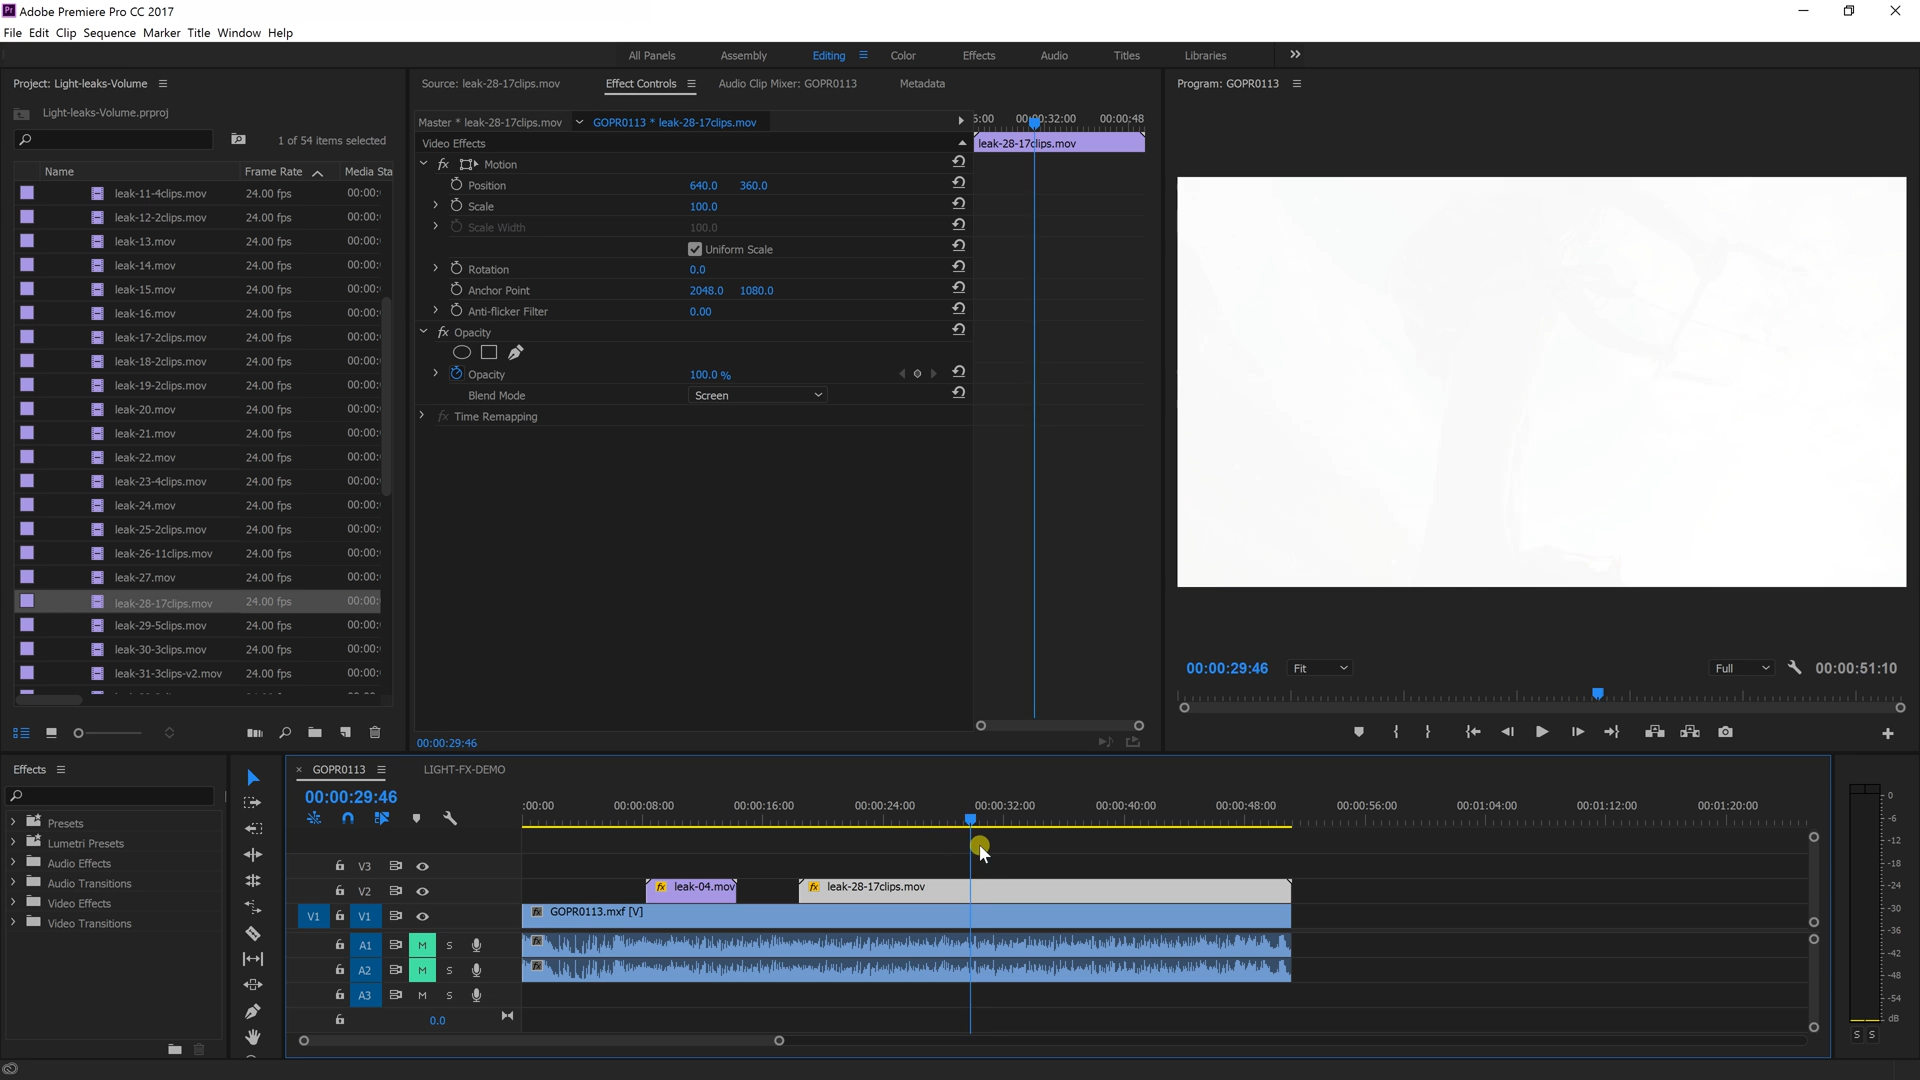 Adobe Premiere Pro CC 2017
File Edit Clip Sequence Marker Title Window Help
All Panels Assembly Editing Color Effects Audio Titles Libraries
Project: Light-leaks-Volume
Light-leaks-Volume.prproj
1 of 54 items selected
Name Frame Rate Media Sta
leak-11-4clips.mov 24.00 fps 00:00:
leak-12-2clips.mov 24.00 fps 00:00:
leak-13.mov 24.00 fps 00:00:
leak-14.mov 24.00 fps 00:00:
leak-15.mov 24.00 fps 00:00:
leak-16.mov 24.00 fps 00:00:
leak-17-2clips.mov 24.00 fps 00:00:
leak-18-2clips.mov 24.00 fps 00:00:
leak-19-2clips.mov 24.00 fps 00:00:
leak-20.mov 24.00 fps 00:00:
leak-21.mov 24.00 fps 00:00:
leak-22.mov 24.00 fps 00:00:
leak-23-4clips.mov 24.00 fps 00:00:
leak-24.mov 24.00 fps 00:00:
leak-25-2clips.mov 24.00 fps 00:00:
leak-26-11clips.mov 24.00 fps 00:00:
leak-27.mov 24.00 fps 00:00:
leak-28-17clips.mov 24.00 fps 00:00:
leak-29-5clips.mov 24.00 fps 00:00:
leak-30-3clips.mov 24.00 fps 00:00:
leak-31-3clips-v2.mov 24.00 fps 00:00:
Source: leak-28-17clips.mov Effect Controls Audio Clip Mixer: GOPR0113 Metadata
Master * leak-28-17clips.mov GOPR0113 * leak-28-17clips.mov
5:00 00:00:32:00 00:00:48
Video Effects leak-28-17clips.mov
fx Motion
Position 640.0 360.0
Scale 100.0
Scale Width 100.0
Uniform Scale
Rotation 0.0
Anchor Point 2048.0 1080.0
Anti-flicker Filter 0.00
fx Opacity
Opacity 100.0 %
Blend Mode Screen
fx Time Remapping
00:00:29:46
Program: GOPR0113
00:00:29:46 Fit Full 00:00:51:10
Effects
Presets
Lumetri Presets
Audio Effects
Audio Transitions
Video Effects
Video Transitions
GOPR0113 LIGHT-FX-DEMO
00:00:29:46
:00:00 00:00:08:00 00:00:16:00 00:00:24:00 00:00:32:00 00:00:40:00 00:00:48:00 00:00:56:00 00:01:04:00 00:01:12:00 00:01:20:00
V3
V2 fx leak-04.mov fx leak-28-17clips.mov
V1 V1 fx GOPR0113.mxf [V]
A1 M S fx
A2 M S fx
A3 M S
0.0
0
-6
-12
-18
-24
-30
-36
-42
-48
-54
dB
S S